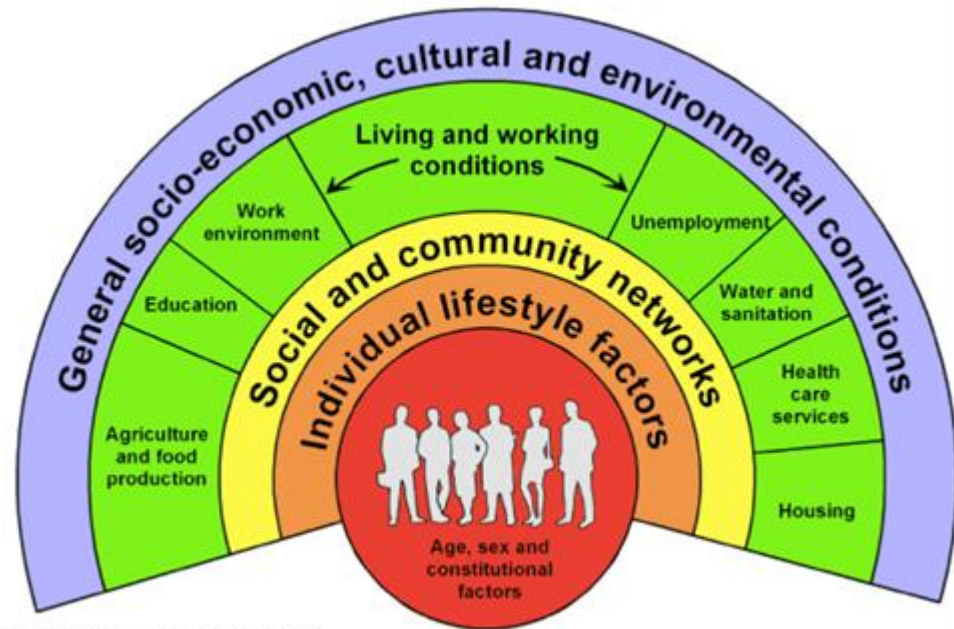 General socio-economic, cultural and environmental conditions
Living and working
conditions
Work
environment
Unemployment
Education
Water and
sanitation
Health
care
services
Agriculture
and food
production
Housing
Social and community networks
Individual lifestyle factors
Age, sex and
constitutional
factors